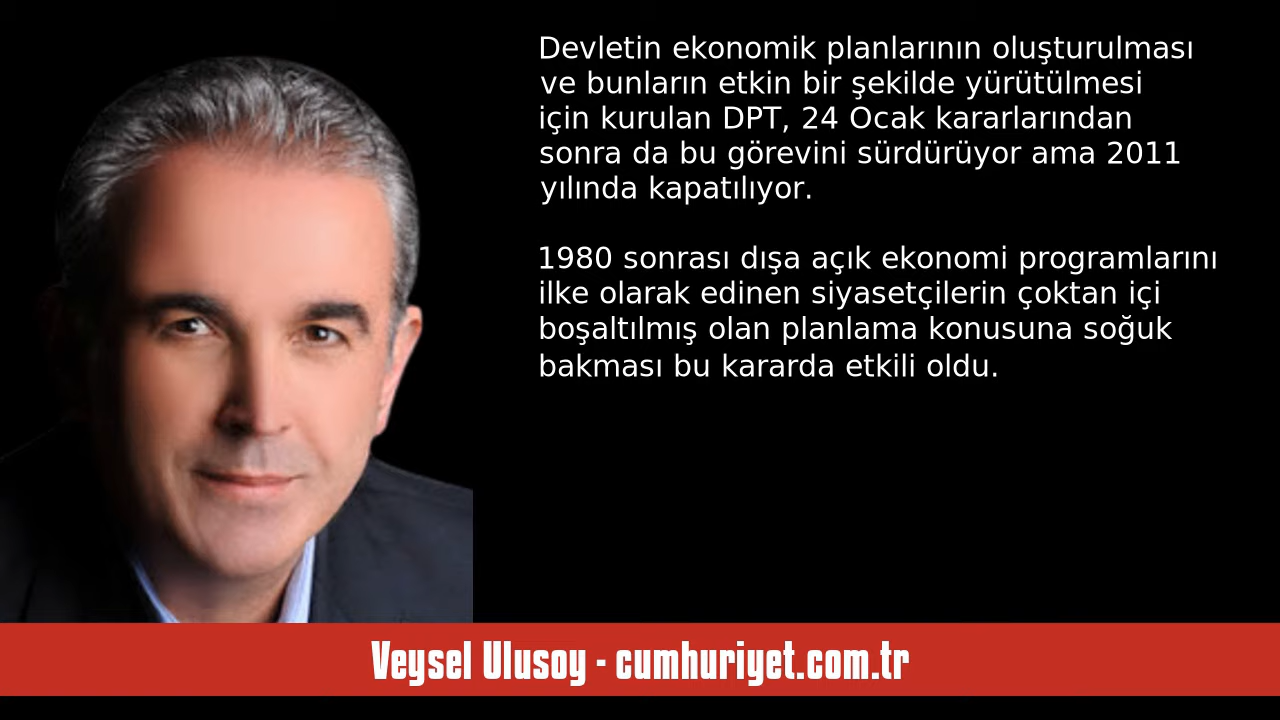 Devletin ekonomik planlarının oluşturulması
ve bunların etkin bir şekilde yürütülmesi
için kurulan DPT, 24 Ocak kararlarından
sonra da bu görevini sürdürüyor ama 2011
yılında kapatılıyor.
1980 sonrası dışa açık ekonomi programlarını
ilke olarak edinen siyasetçilerin çoktan içi
boşaltılmış olan planlama konusuna soğuk
bakması bu kararda etkili oldu.
Veysel Ulusoy - cumhuriyet.com.tr